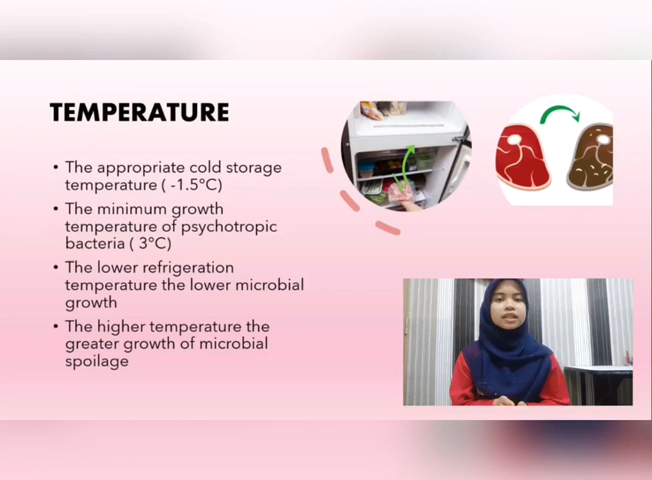 TEMPERATURE
• The appropriate cold storage
temperature ( -1.5°C)
• The minimum growth
temperature of psychotropic
bacteria ( 3°C)
• The lower refrigeration
temperature the lower microbial
growth
• The higher temperature the
greater growth of microbial
spoilage